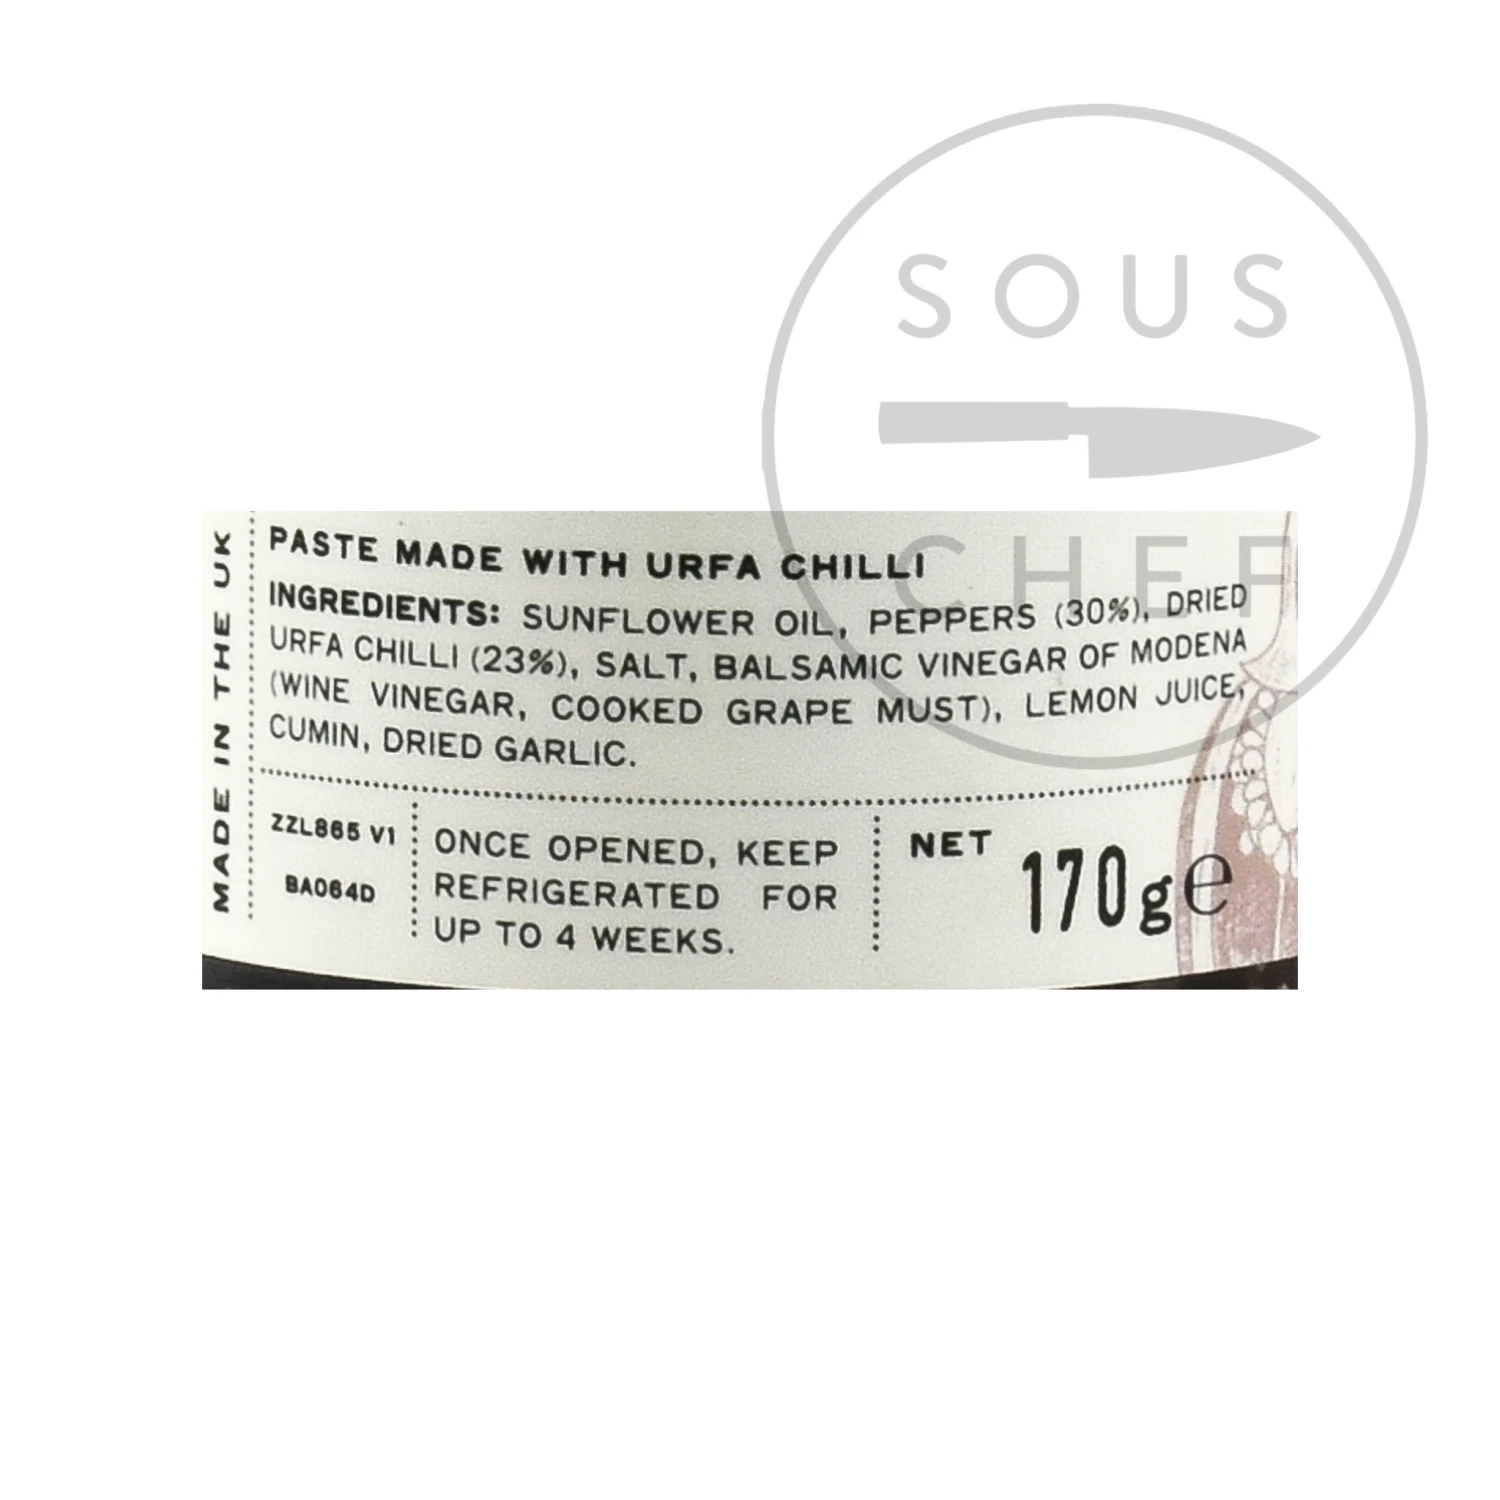 SOUS
CHEF
MADE IN THE UK
PASTE MADE WITH URFA CHILLI
INGREDIENTS: SUNFLOWER OIL, PEPPERS (30%), DRIED
URFA CHILLI (23%), SALT, BALSAMIC VINEGAR OF MODENA
(WINE VINEGAR, COOKED GRAPE MUST), LEMON JUICE,
CUMIN, DRIED GARLIC.
ZZL865 V1
BA064D
ONCE OPENED, KEEP
REFRIGERATED FOR
UP TO 4 WEEKS.
NET
170g℮